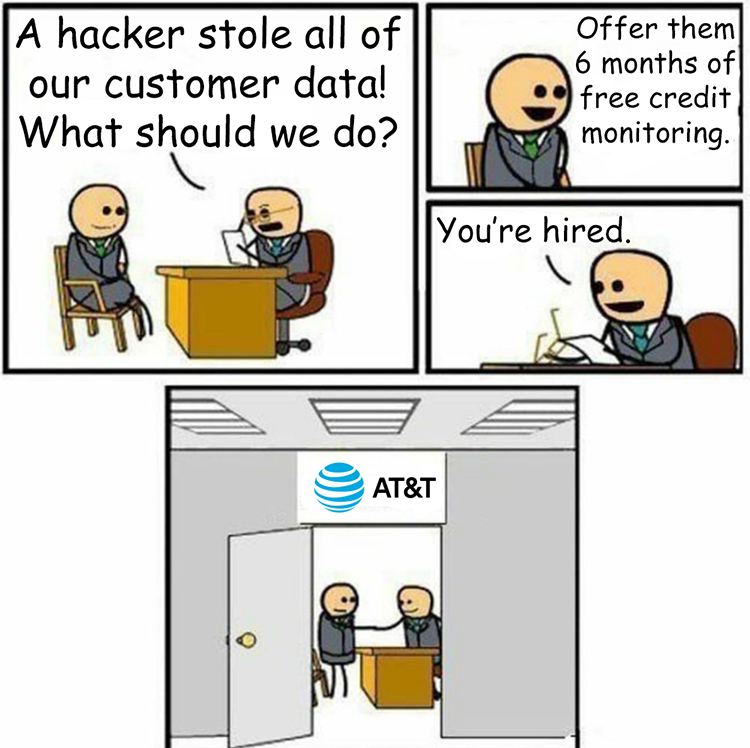 A hacker stole all of
our customer data!
What should we do?
Offer them
6 months of
free credit
monitoring.
You're hired.
AT&T